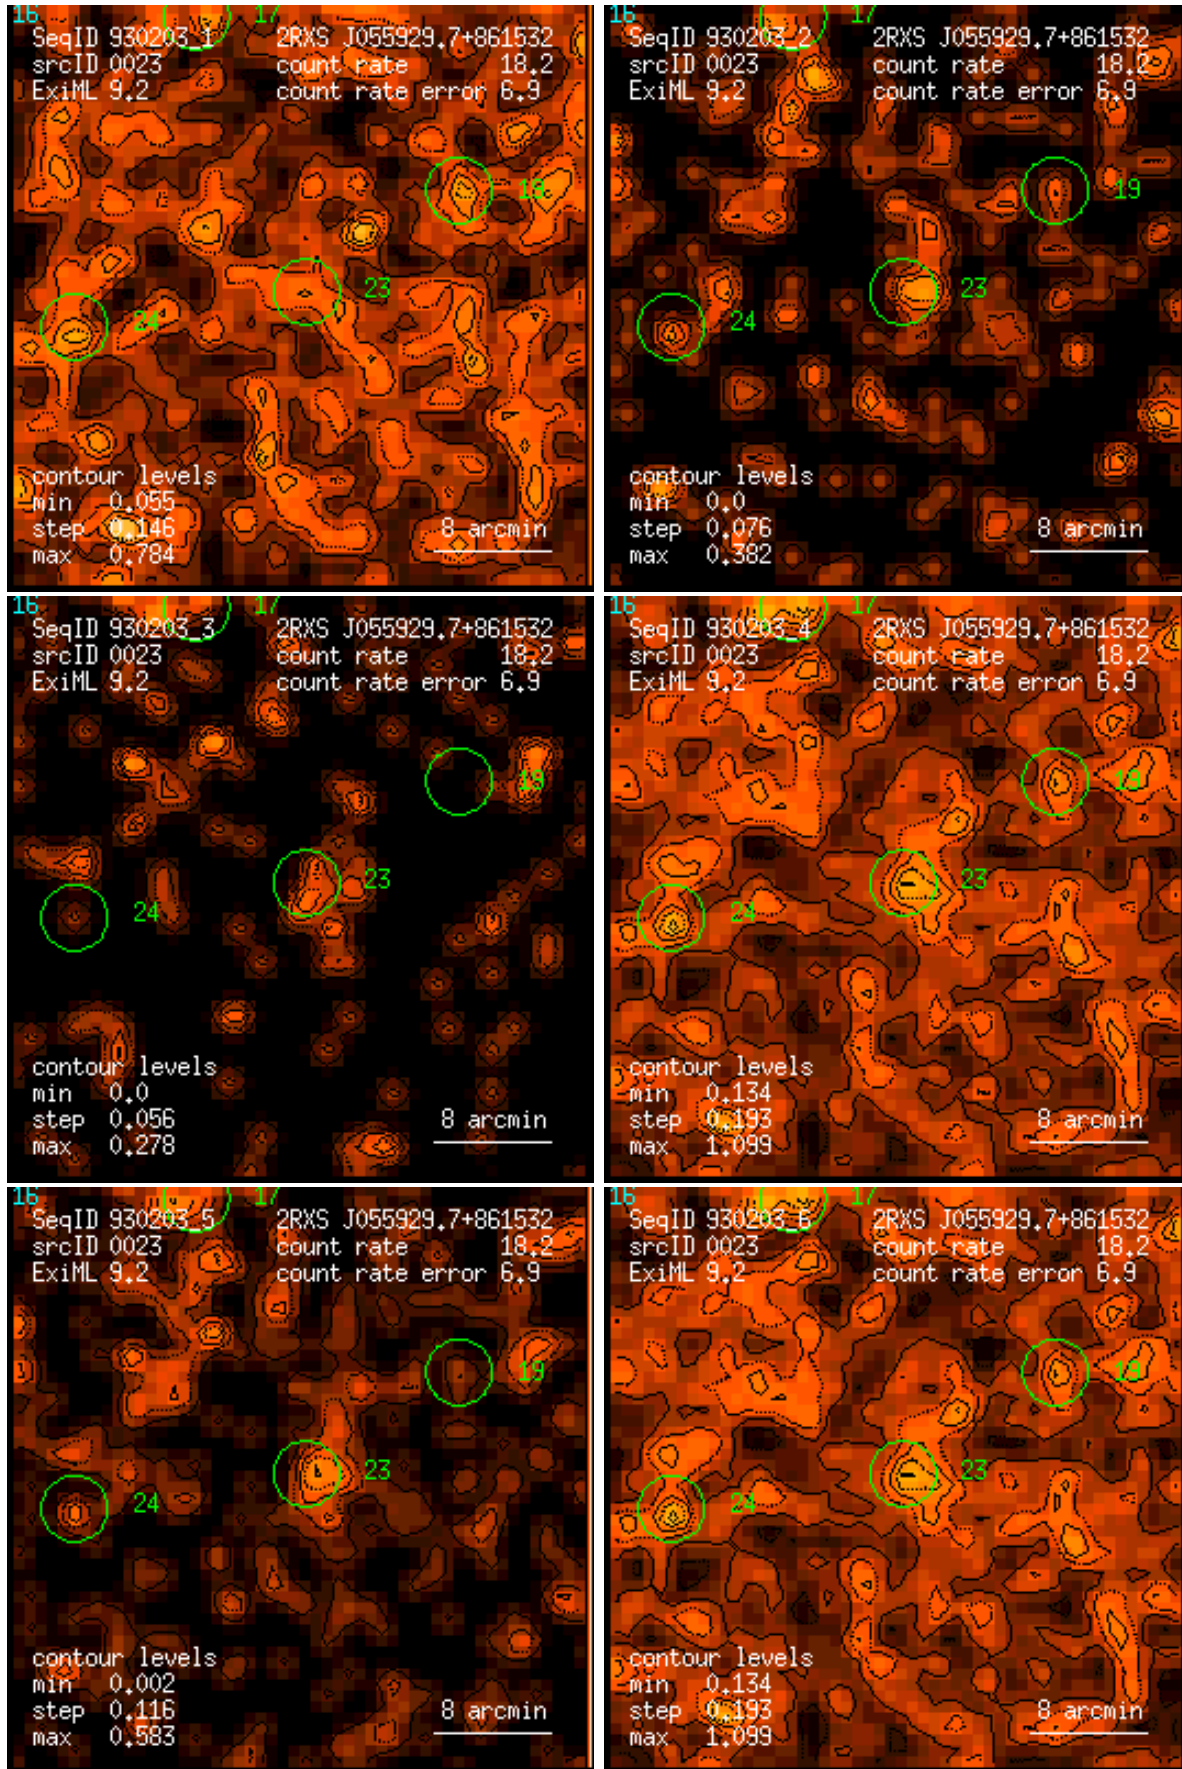 16 17
SeqID 930203_1 2RXS J055929.7+861532
srcID 0023 count rate 18.2
ExiML 9.2 count rate error 6.9
19
23
24
contour levels
min 0.055
step 0.146 8 arcmin
max 0.784
16 17
SeqID 930203_2 2RXS J055929.7+861532
srcID 0023 count rate 18.2
ExiML 9.2 count rate error 6.9
19
23
24
contour levels
min 0.0
step 0.076 8 arcmin
max 0.382
16 17
SeqID 930203_3 2RXS J055929.7+861532
srcID 0023 count rate 18.2
ExiML 9.2 count rate error 6.9
19
23
24
contour levels
min 0.0
step 0.056 8 arcmin
max 0.278
16 17
SeqID 930203_4 2RXS J055929.7+861532
srcID 0023 count rate 18.2
ExiML 9.2 count rate error 6.9
19
23
24
contour levels
min 0.134
step 0.193 8 arcmin
max 1.099
16 17
SeqID 930203_5 2RXS J055929.7+861532
srcID 0023 count rate 18.2
ExiML 9.2 count rate error 6.9
19
23
24
contour levels
min 0.002
step 0.116 8 arcmin
max 0.583
16 17
SeqID 930203_6 2RXS J055929.7+861532
srcID 0023 count rate 18.2
ExiML 9.2 count rate error 6.9
19
23
24
contour levels
min 0.134
step 0.193 8 arcmin
max 1.099